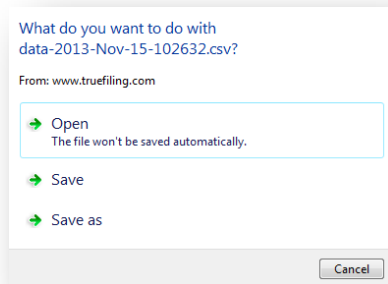 What do you want to do with
data-2013-Nov-15-102632.csv?
From: www.truefiling.com
Open
The file won't be saved automatically.
Save
Save as
Cancel